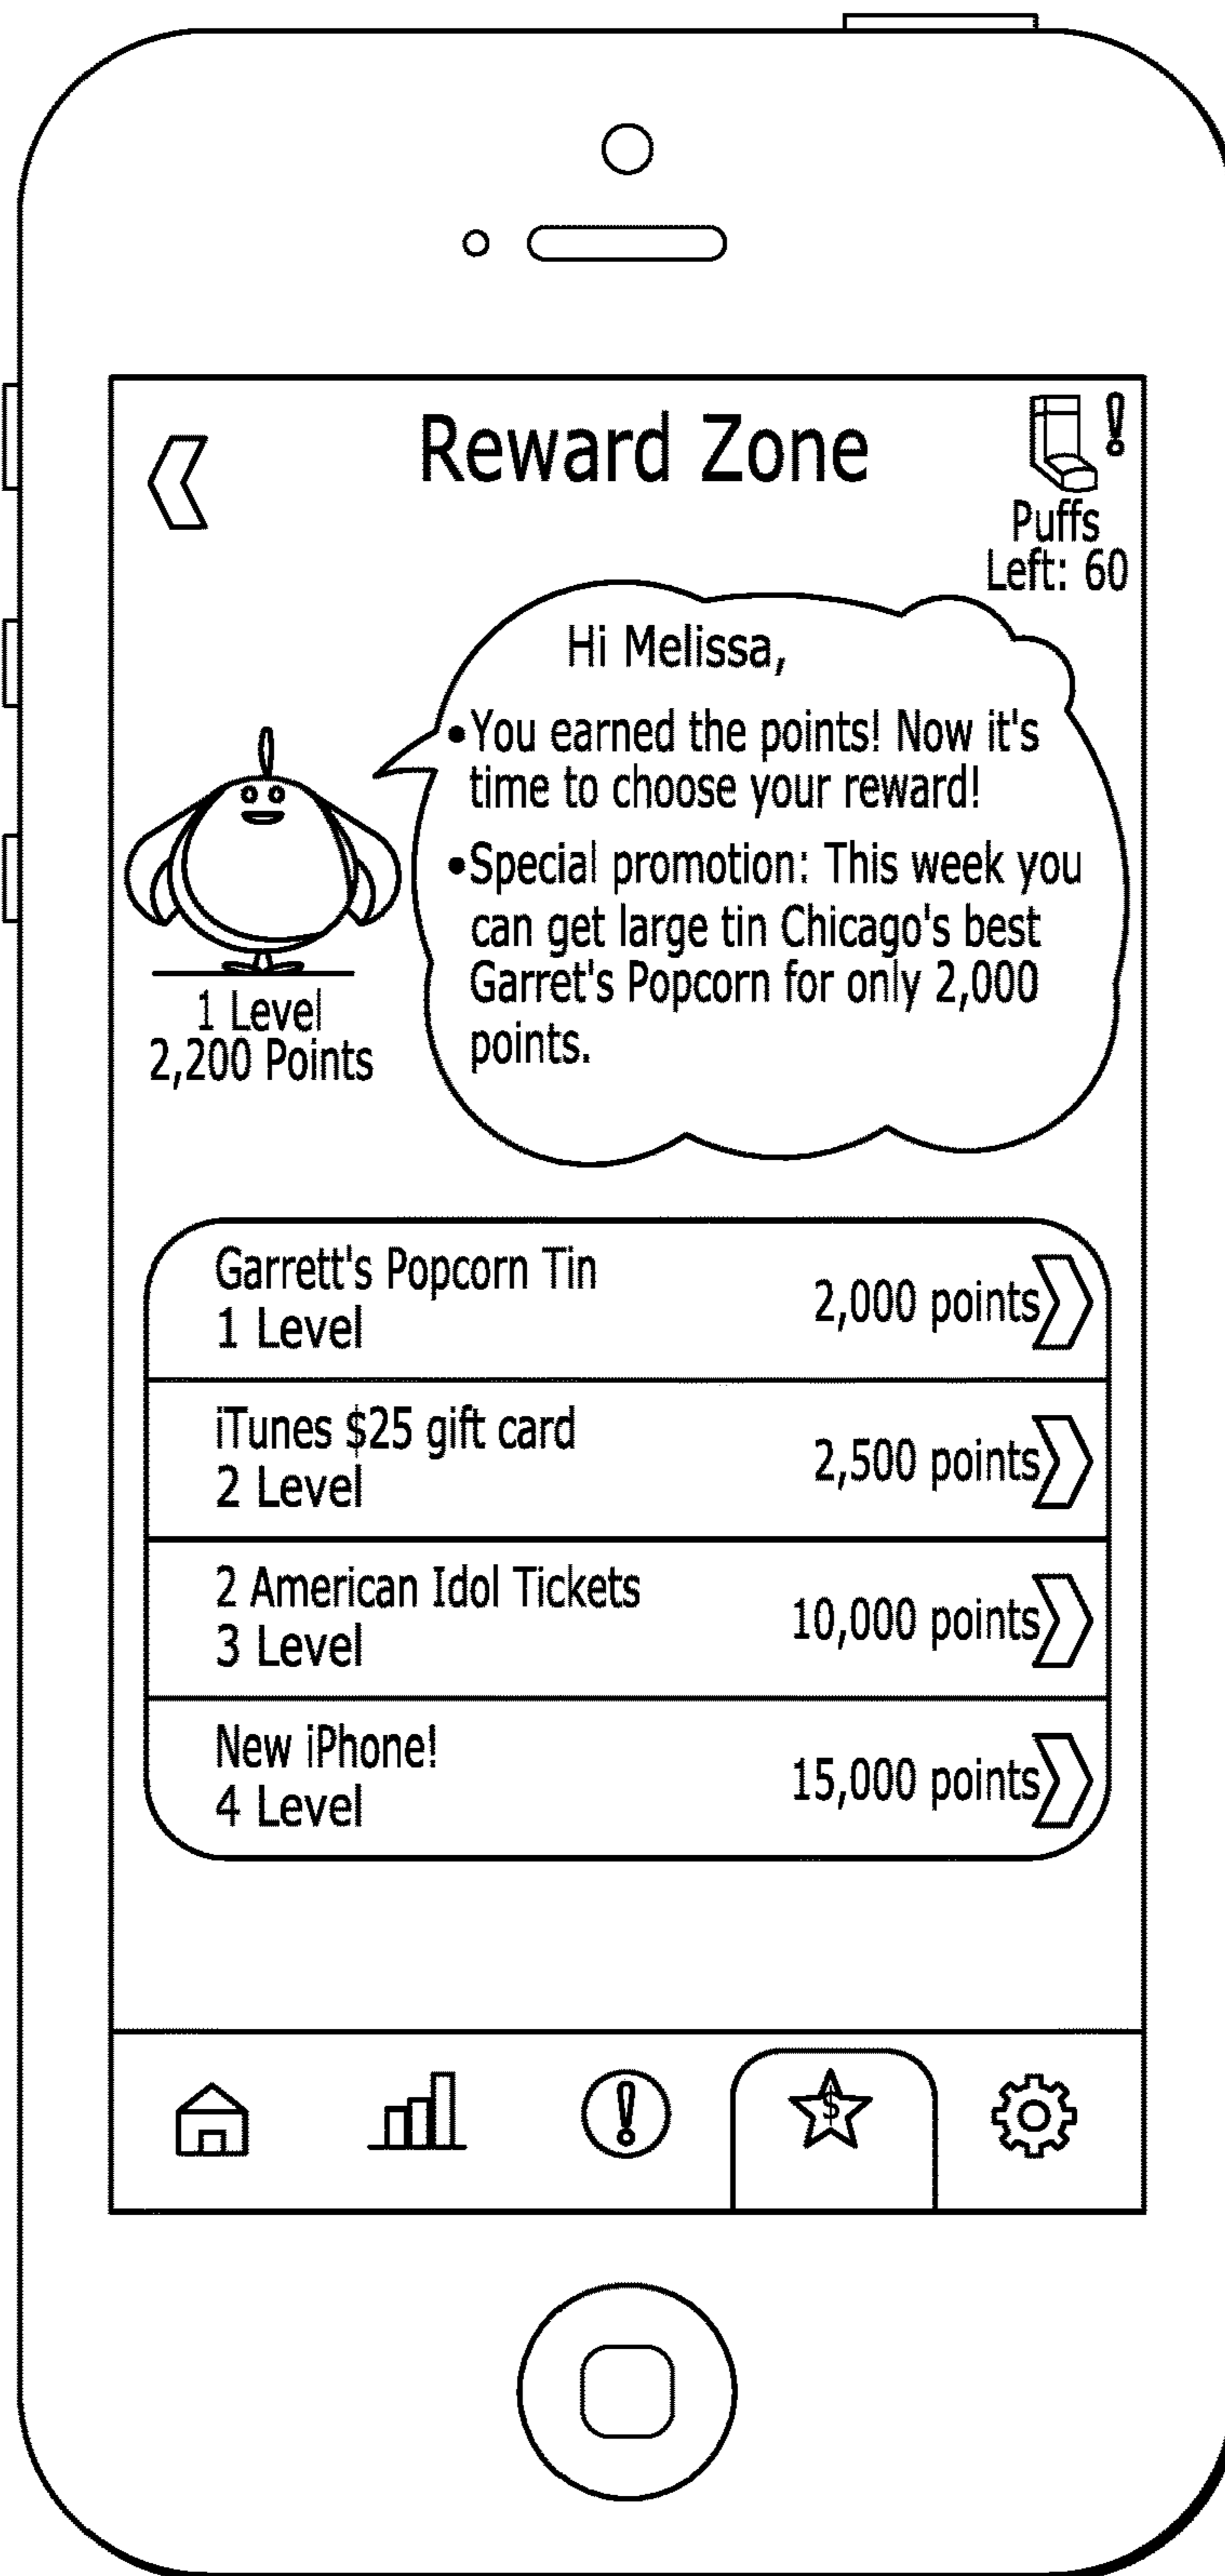 Reward Zone
!
Puffs
Left: 60
Hi Melissa,
•You earned the points! Now it's
time to choose your reward!
•Special promotion: This week you
can get large tin Chicago's best
Garret's Popcorn for only 2,000
points.
1 Level
2,200 Points
Garrett's Popcorn Tin
1 Level
2,000 points
iTunes $25 gift card
2 Level
2,500 points
2 American Idol Tickets
3 Level
10,000 points
New iPhone!
4 Level
15,000 points
!
$